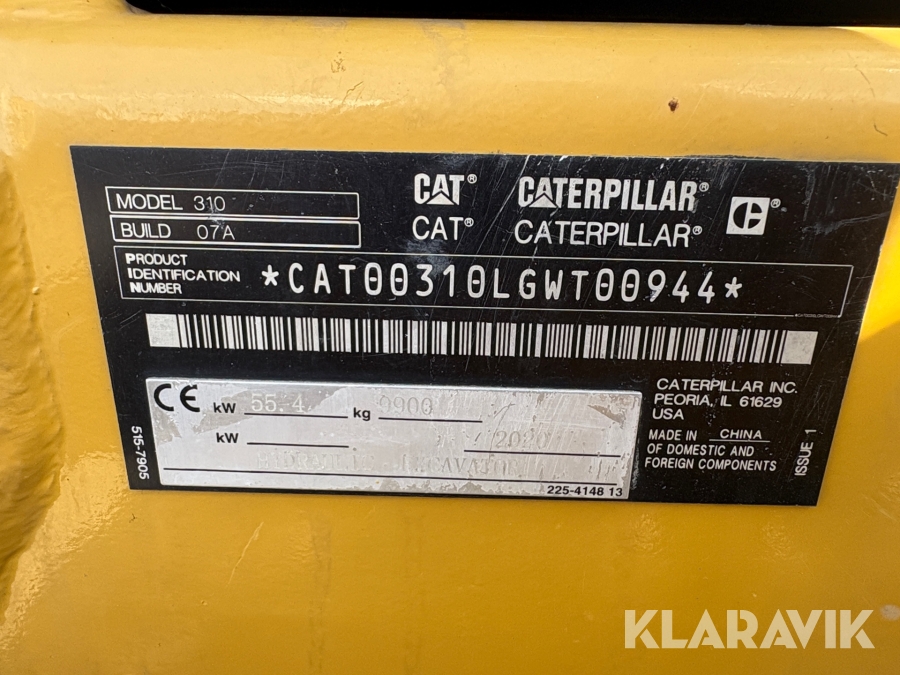 MODEL 310
BUILD 07A
CAT® CATERPILLAR®
CAT® CATERPILLAR®
C®
PRODUCT
IDENTIFICATION
NUMBER
*CAT00310LGWT00944*
CE kW 55.4 kg 9900
kW 2020
EXCAVATOR
225-4148 13
515-7905
CATERPILLAR INC.
PEORIA, IL 61629
USA
MADE IN CHINA
OF DOMESTIC AND
FOREIGN COMPONENTS
ISSUE 1
KLARAVIK